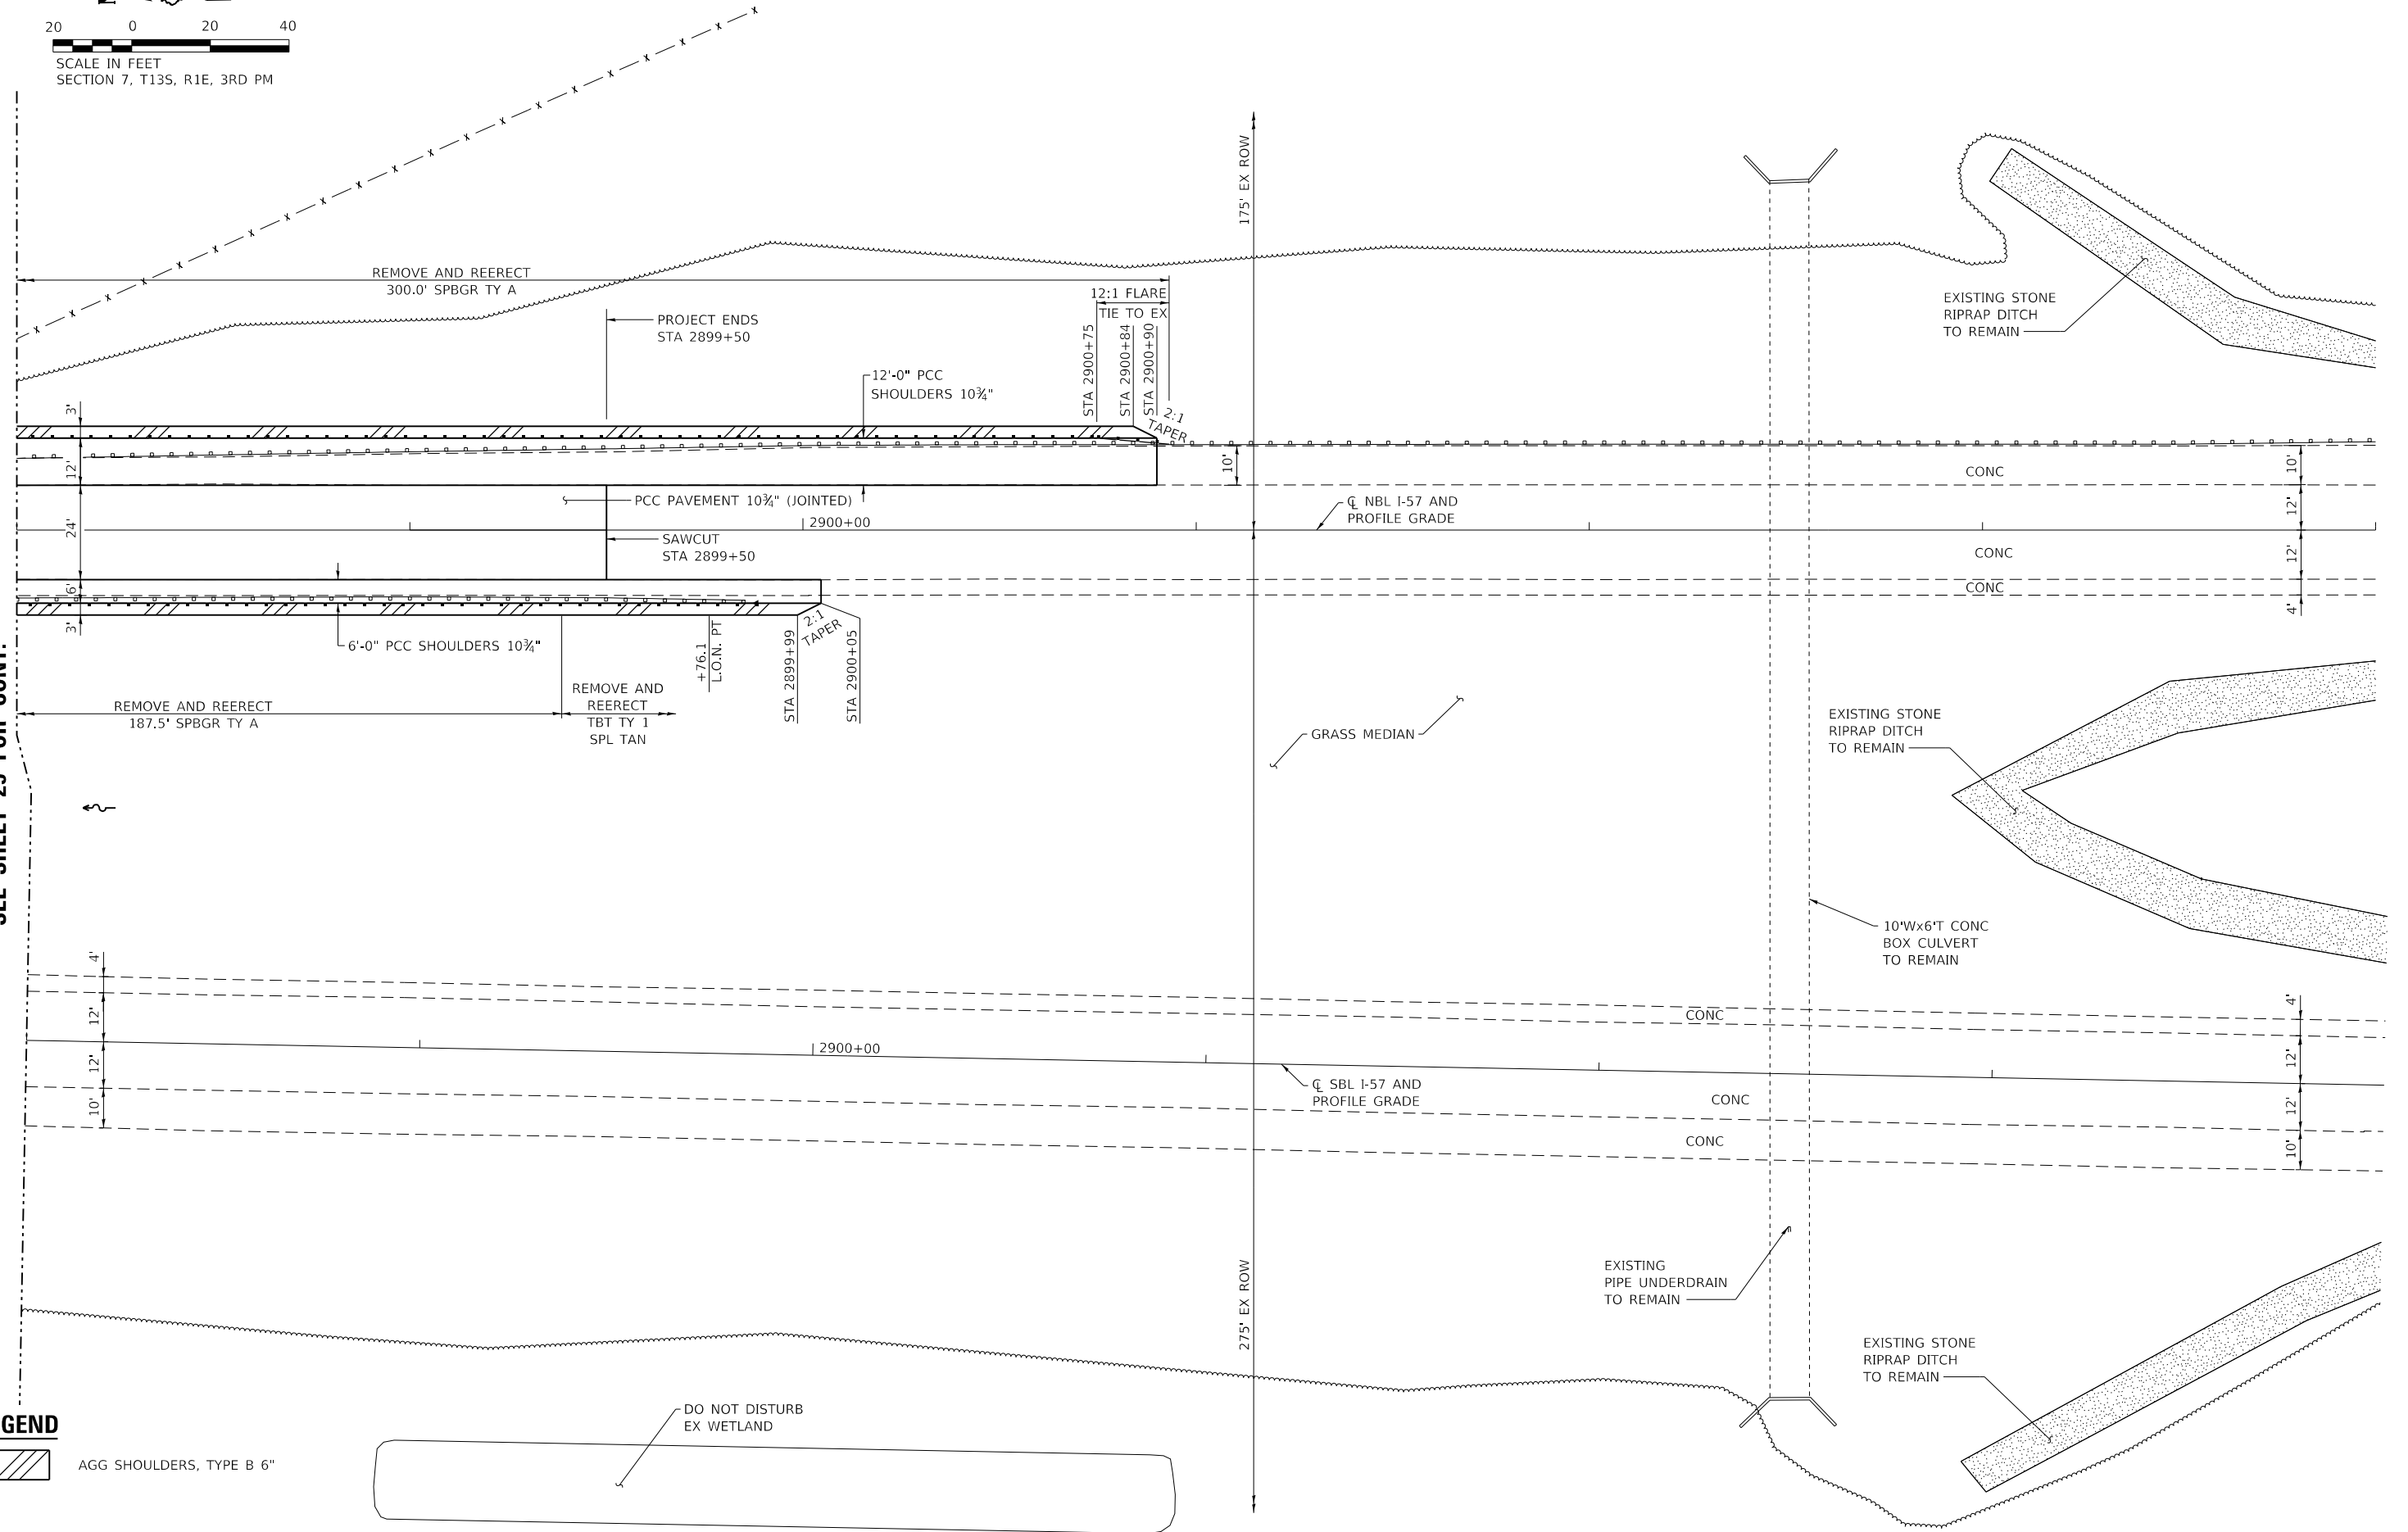 20 0 20 40
SCALE IN FEET
SECTION 7, T13S, R1E, 3RD PM
175' EX ROW
REMOVE AND REERECT
300.0' SPBGR TY A
12:1 FLARE
TIE TO EX
PROJECT ENDS
STA 2899+50
STA 2900+75
STA 2900+84
STA 2900+90
2:1
TAPER
EXISTING STONE
RIPRAP DITCH
TO REMAIN
12'-0" PCC
SHOULDERS 10¾"
3'
12'
24'
6'
3'
10'
CONC
10'
PCC PAVEMENT 10¾" (JOINTED)
℄ NBL I-57 AND
PROFILE GRADE
12'
2900+00
SAWCUT
STA 2899+50
CONC
12'
CONC
4'
6'-0" PCC SHOULDERS 10¾"
+76.1
L.O.N. PT
2:1
TAPER
STA 2899+99
STA 2900+05
REMOVE AND REERECT
187.5' SPBGR TY A
REMOVE AND
REERECT
TBT TY 1
SPL TAN
GRASS MEDIAN
EXISTING STONE
RIPRAP DITCH
TO REMAIN
10'Wx6'T CONC
BOX CULVERT
TO REMAIN
4'
12'
12'
10'
2900+00
CONC
4'
12'
℄ SBL I-57 AND
PROFILE GRADE
CONC
12'
CONC
10'
275' EX ROW
EXISTING
PIPE UNDERDRAIN
TO REMAIN
EXISTING STONE
RIPRAP DITCH
TO REMAIN
DO NOT DISTURB
EX WETLAND
GEND
AGG SHOULDERS, TYPE B 6"